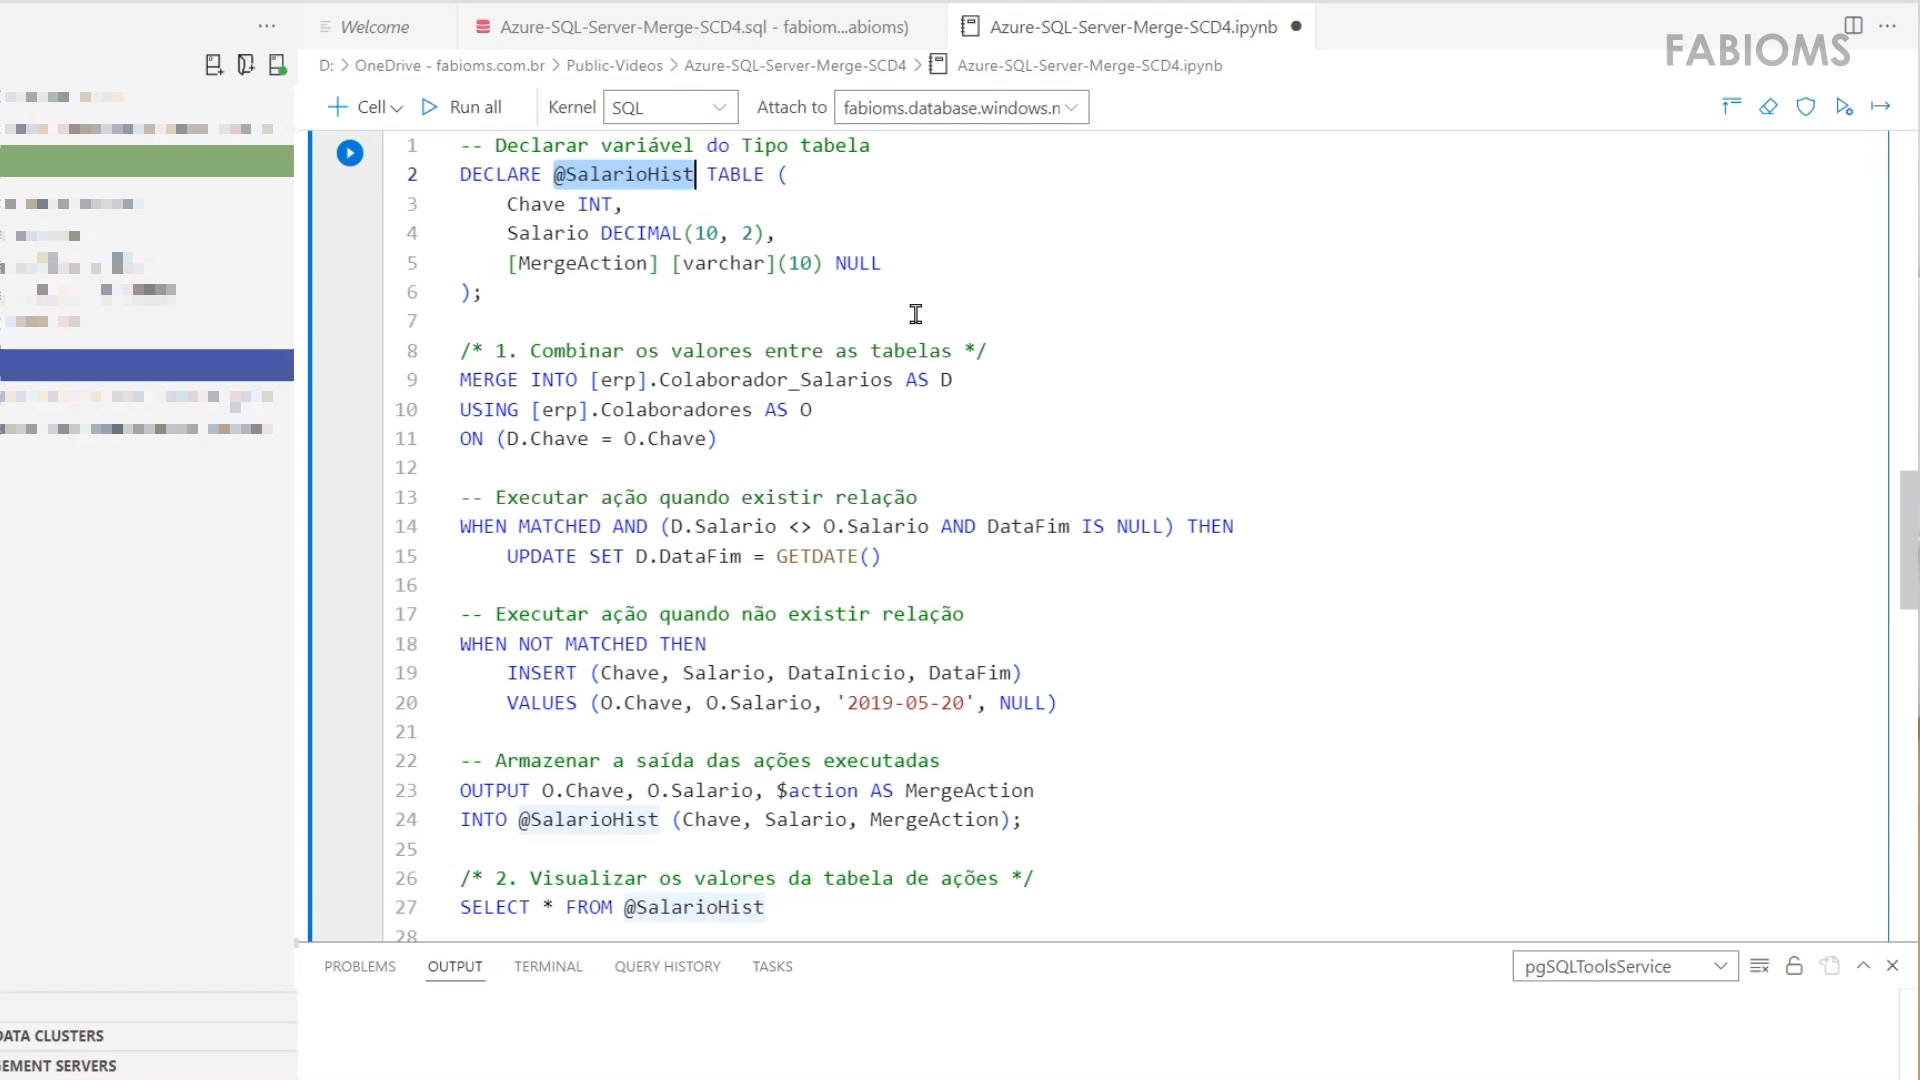 Welcome
Azure-SQL-Server-Merge-SCD4.sql - fabiom...abioms)
Azure-SQL-Server-Merge-SCD4.ipynb
FABIOMS
D: > OneDrive - fabioms.com.br > Public-Videos > Azure-SQL-Server-Merge-SCD4 > Azure-SQL-Server-Merge-SCD4.ipynb
Cell Run all Kernel SQL Attach to fabioms.database.windows.n
1 -- Declarar variável do Tipo tabela
2 DECLARE @SalarioHist TABLE (
3 Chave INT,
4 Salario DECIMAL(10, 2),
5 [MergeAction] [varchar](10) NULL
6 );
7
8 /* 1. Combinar os valores entre as tabelas */
9 MERGE INTO [erp].Colaborador_Salarios AS D
10 USING [erp].Colaboradores AS O
11 ON (D.Chave = O.Chave)
12
13 -- Executar ação quando existir relação
14 WHEN MATCHED AND (D.Salario <> O.Salario AND DataFim IS NULL) THEN
15 UPDATE SET D.DataFim = GETDATE()
16
17 -- Executar ação quando não existir relação
18 WHEN NOT MATCHED THEN
19 INSERT (Chave, Salario, DataInicio, DataFim)
20 VALUES (O.Chave, O.Salario, '2019-05-20', NULL)
21
22 -- Armazenar a saída das ações executadas
23 OUTPUT O.Chave, O.Salario, $action AS MergeAction
24 INTO @SalarioHist (Chave, Salario, MergeAction);
25
26 /* 2. Visualizar os valores da tabela de ações */
27 SELECT * FROM @SalarioHist
28
PROBLEMS OUTPUT TERMINAL QUERY HISTORY TASKS pgSQLToolsService
DATA CLUSTERS
EMENT SERVERS